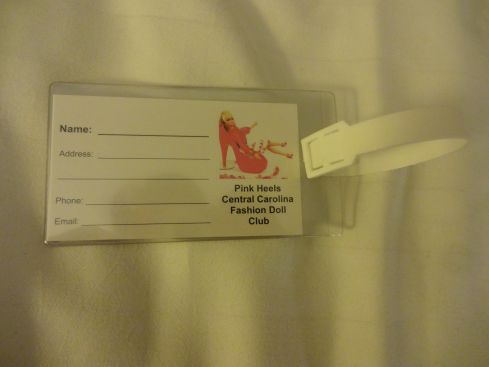 Name:
Address:
Phone:
Email:
Pink Heels
Central Carolina
Fashion Doll
Club